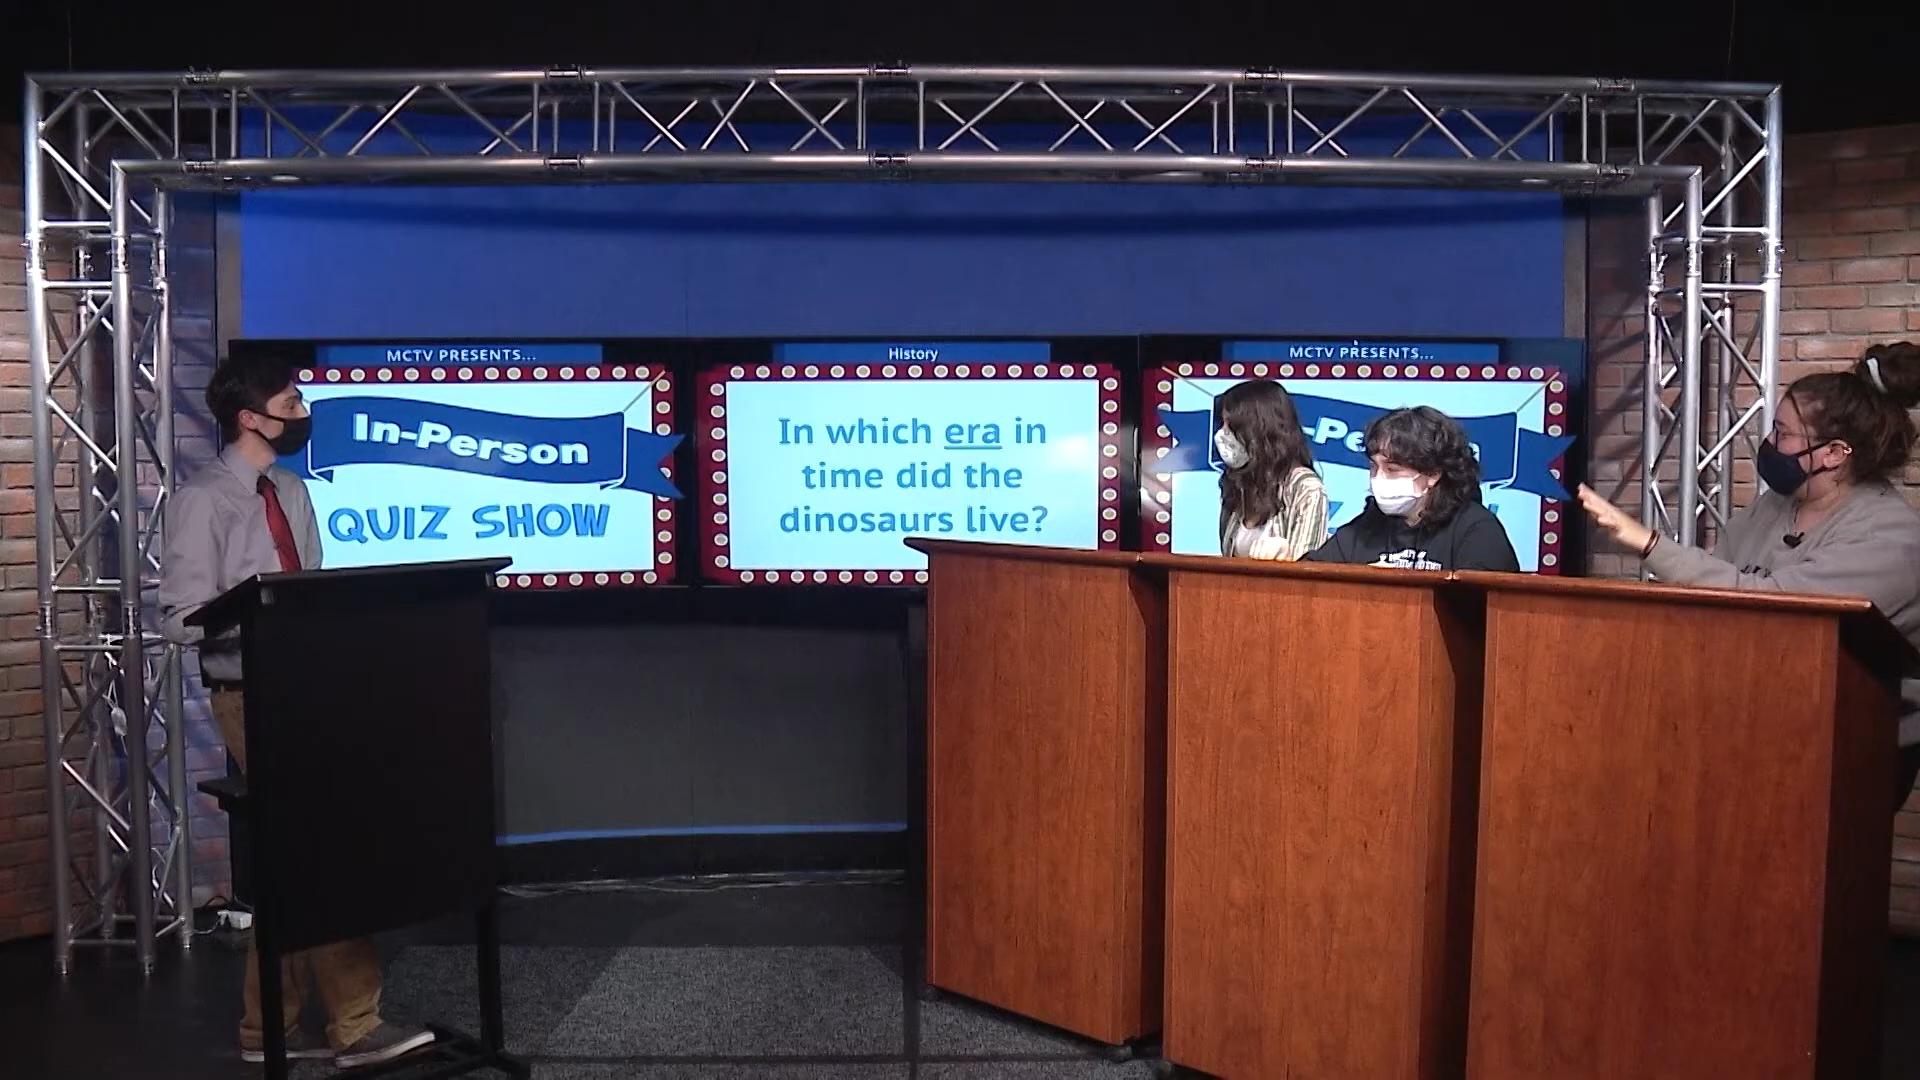 MCTV PRESENTS...
In-Person
QUIZ SHOW
History
In which era in
time did the
dinosaurs live?
MCTV PRESENTS...